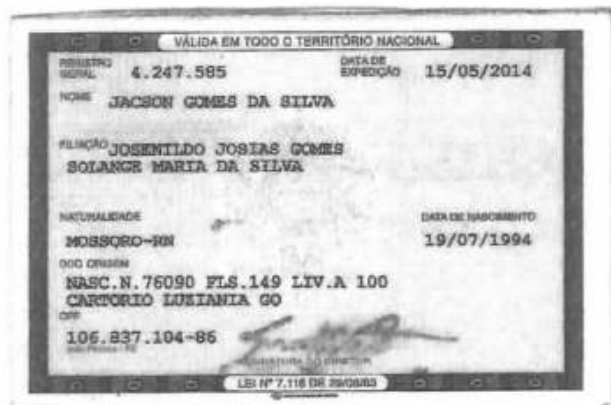 VÁLIDA EM TODO O TERRITÓRIO NACIONAL
REGISTRO GERAL 4.247.585 DATA DE EXPEDIÇÃO 15/05/2014
NOME JACSON GOMES DA SILVA
FILIAÇÃO JOSENILDO JOSIAS GOMES
SOLANGE MARIA DA SILVA
NATURALIDADE DATA DE NASCIMENTO
MOSSORO-RN 19/07/1994
DOC ORIGEM
NASC.N.76090 FLS.149 LIV.A 100
CARTORIO LUZIANIA GO
CPF
106.837.104-86
ASSINATURA DO DIRETOR
LEI Nº 7.116 DE 29/08/83